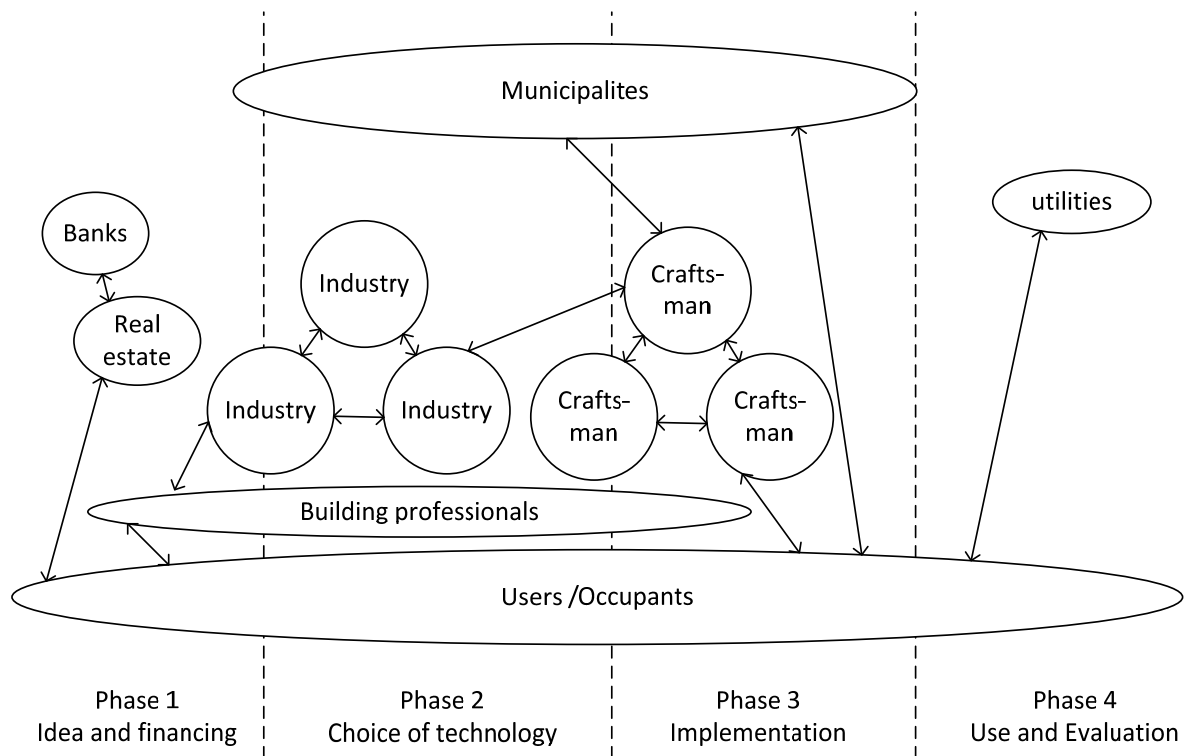 Municipalites
utilities
Banks
Real
estate
Industry
Industry
Industry
Crafts-
man
Crafts-
man
Crafts-
man
Building professionals
Users /Occupants
Phase 1
Idea and financing
Phase 2
Choice of technology
Phase 3
Implementation
Phase 4
Use and Evaluation